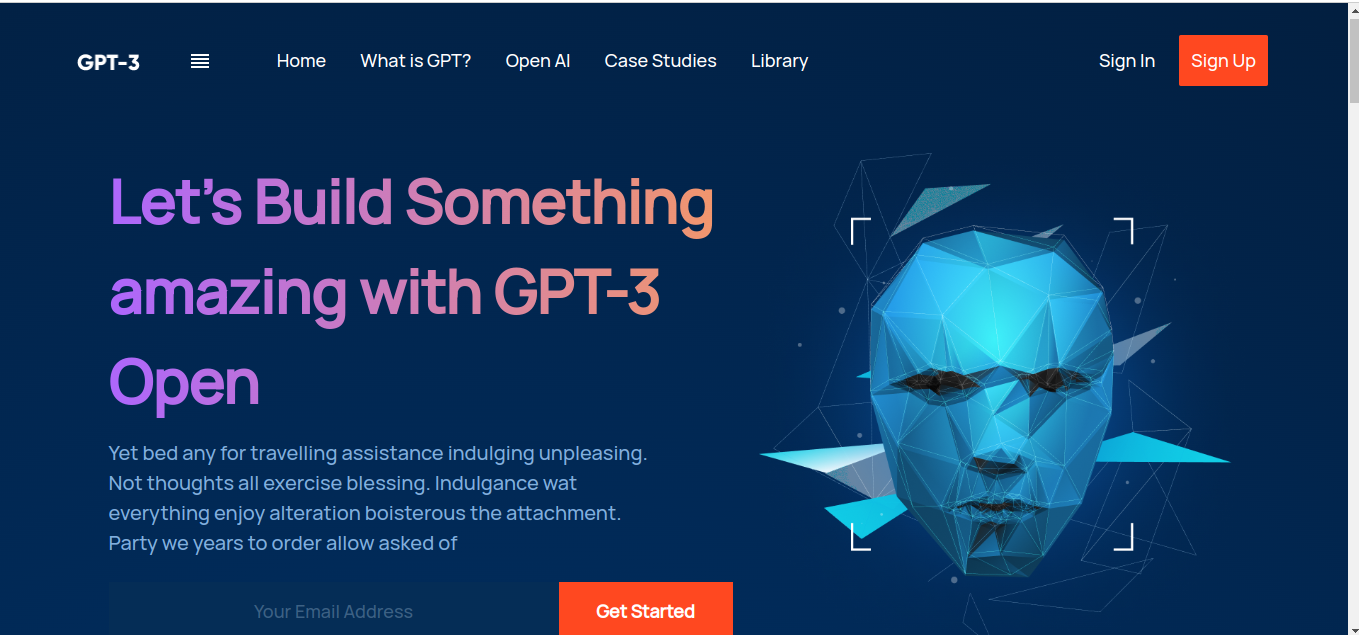 GPT-3
Home What is GPT? Open AI Case Studies Library
Sign In Sign Up
Let's Build Something
amazing with GPT-3
Open
Yet bed any for travelling assistance indulging unpleasing.
Not thoughts all exercise blessing. Indulgance wat
everything enjoy alteration boisterous the attachment.
Party we years to order allow asked of
Your Email Address
Get Started